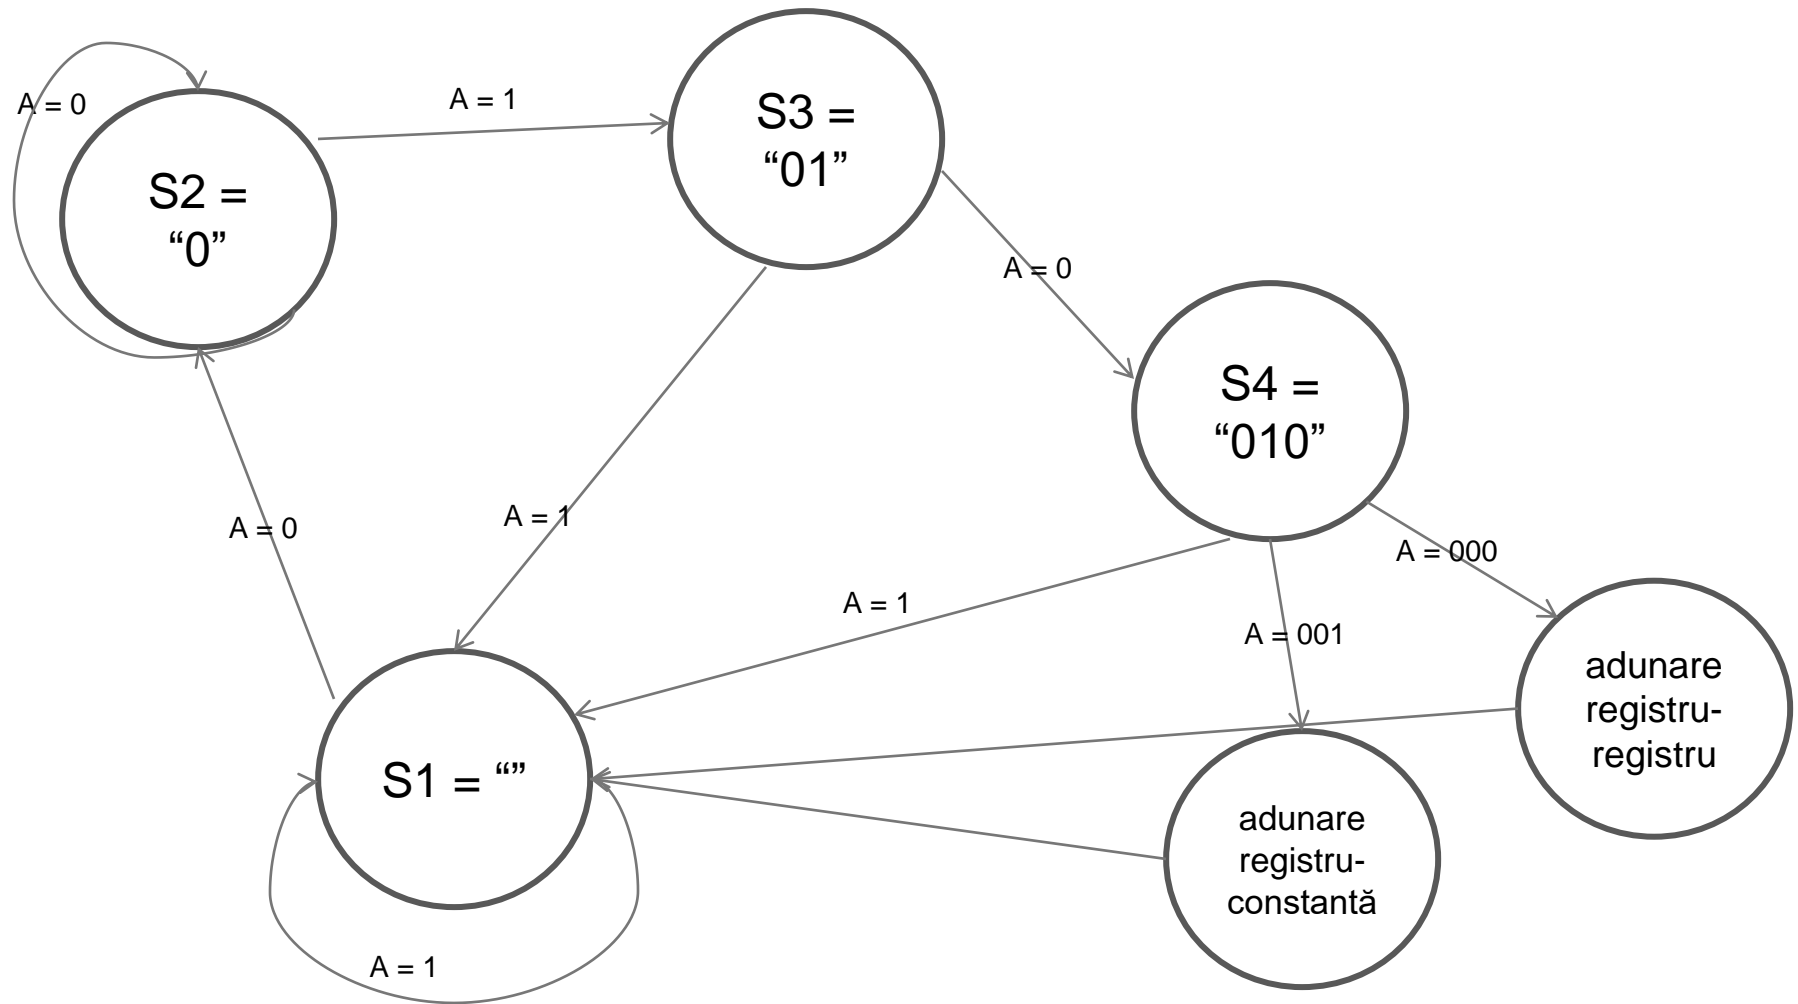 A = 0
A = 1
S3 =
“01”
S2 =
“0”
A = 0
S4 =
“010”
A = 0
A = 1
A = 000
A = 1
A = 001
adunare
registru-
registru
S1 = “”
adunare
registru-
constantă
A = 1